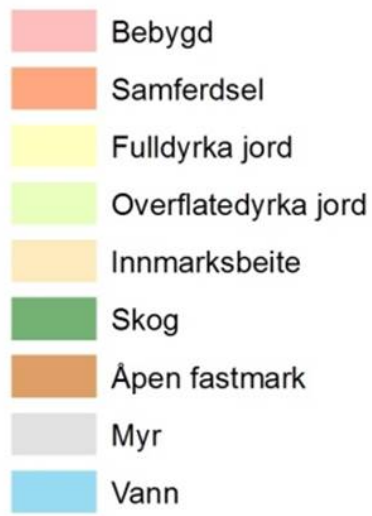 Bebygd
Samferdsel
Fulldyrka jord
Overflatedyrka jord
Innmarksbeite
Skog
Åpen fastmark
Myr
Vann